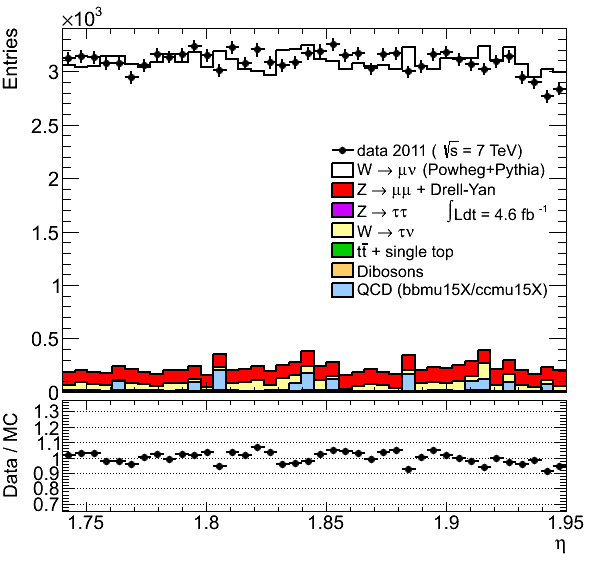 ×10³
Entries
3
2.5
2
1.5
1
0.5
0
data 2011 ( √s = 7 TeV)
W → μν (Powheg+Pythia)
Z → μμ + Drell-Yan
Z → ττ ∫Ldt = 4.6 fb⁻¹
W → τν
tt̄ + single top
Dibosons
QCD (bbmu15X/ccmu15X)
Data / MC
1.3
1.2
1.1
1
0.9
0.8
0.7
1.75 1.8 1.85 1.9 1.95
η